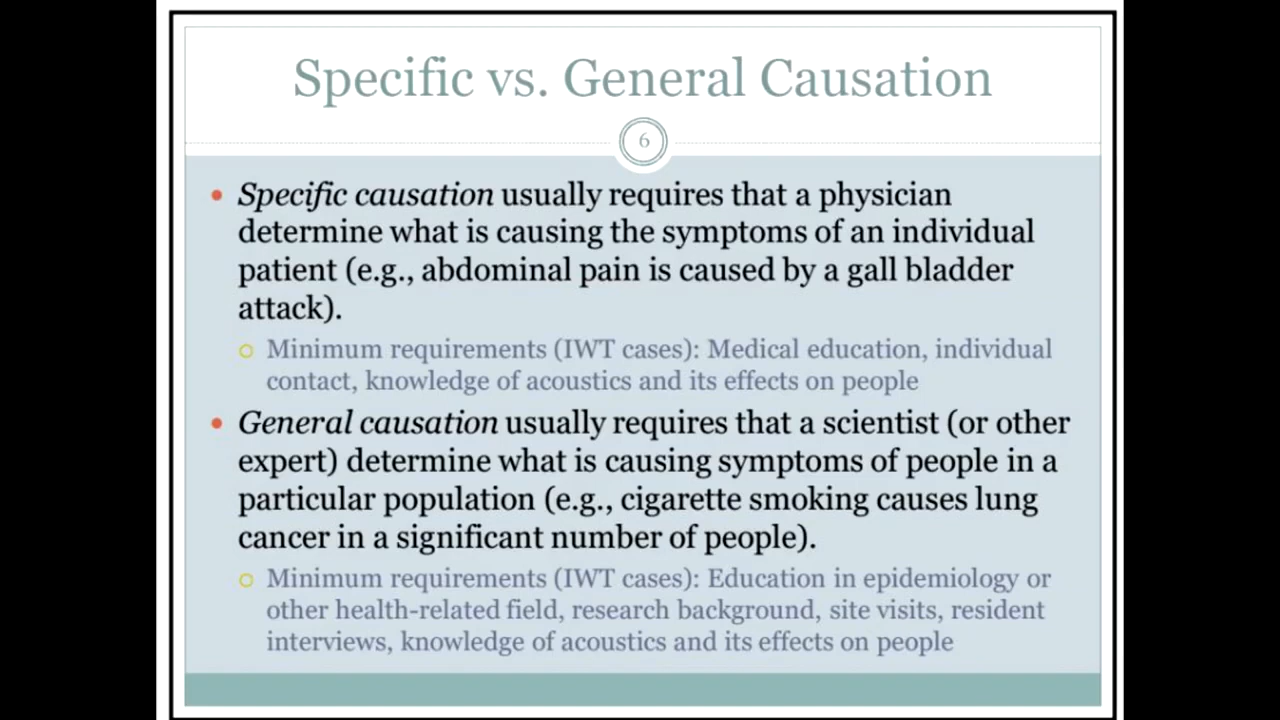 Specific vs. General Causation
6
• Specific causation usually requires that a physician
determine what is causing the symptoms of an individual
patient (e.g., abdominal pain is caused by a gall bladder
attack).
○ Minimum requirements (IWT cases): Medical education, individual
contact, knowledge of acoustics and its effects on people
• General causation usually requires that a scientist (or other
expert) determine what is causing symptoms of people in a
particular population (e.g., cigarette smoking causes lung
cancer in a significant number of people).
○ Minimum requirements (IWT cases): Education in epidemiology or
other health-related field, research background, site visits, resident
interviews, knowledge of acoustics and its effects on people